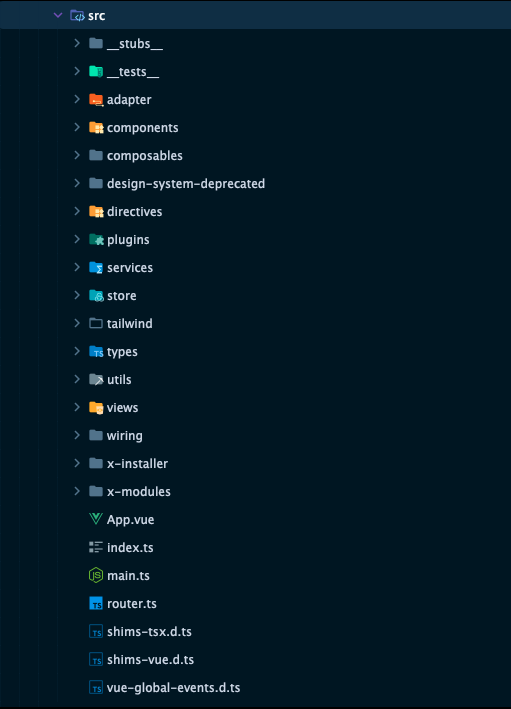 src
__stubs__
__tests__
adapter
components
composables
design-system-deprecated
directives
plugins
services
store
tailwind
types
utils
views
wiring
x-installer
x-modules
App.vue
index.ts
main.ts
router.ts
shims-tsx.d.ts
shims-vue.d.ts
vue-global-events.d.ts